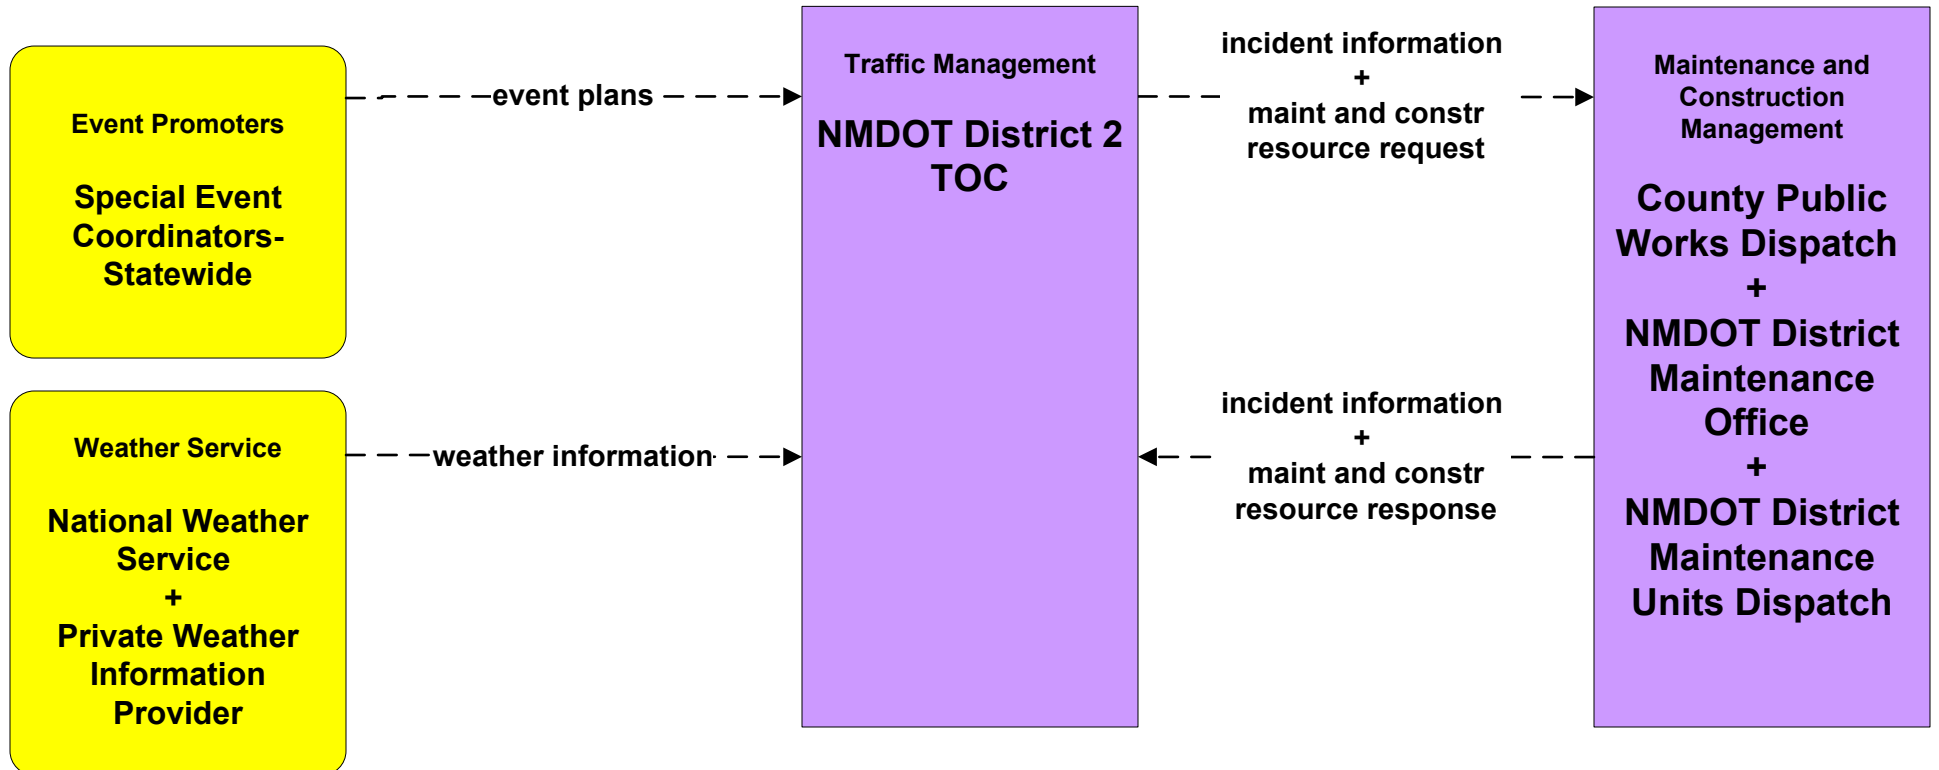 Event Promoters
Special Event
Coordinators-
Statewide
event plans
Weather Service
National Weather
Service
+
Private Weather
Information
Provider
weather information
Traffic Management
NMDOT District 2
TOC
incident information
+
maint and constr
resource request
incident information
+
maint and constr
resource response
Maintenance and
Construction
Management
County Public
Works Dispatch
+
NMDOT District
Maintenance
Office
+
NMDOT District
Maintenance
Units Dispatch